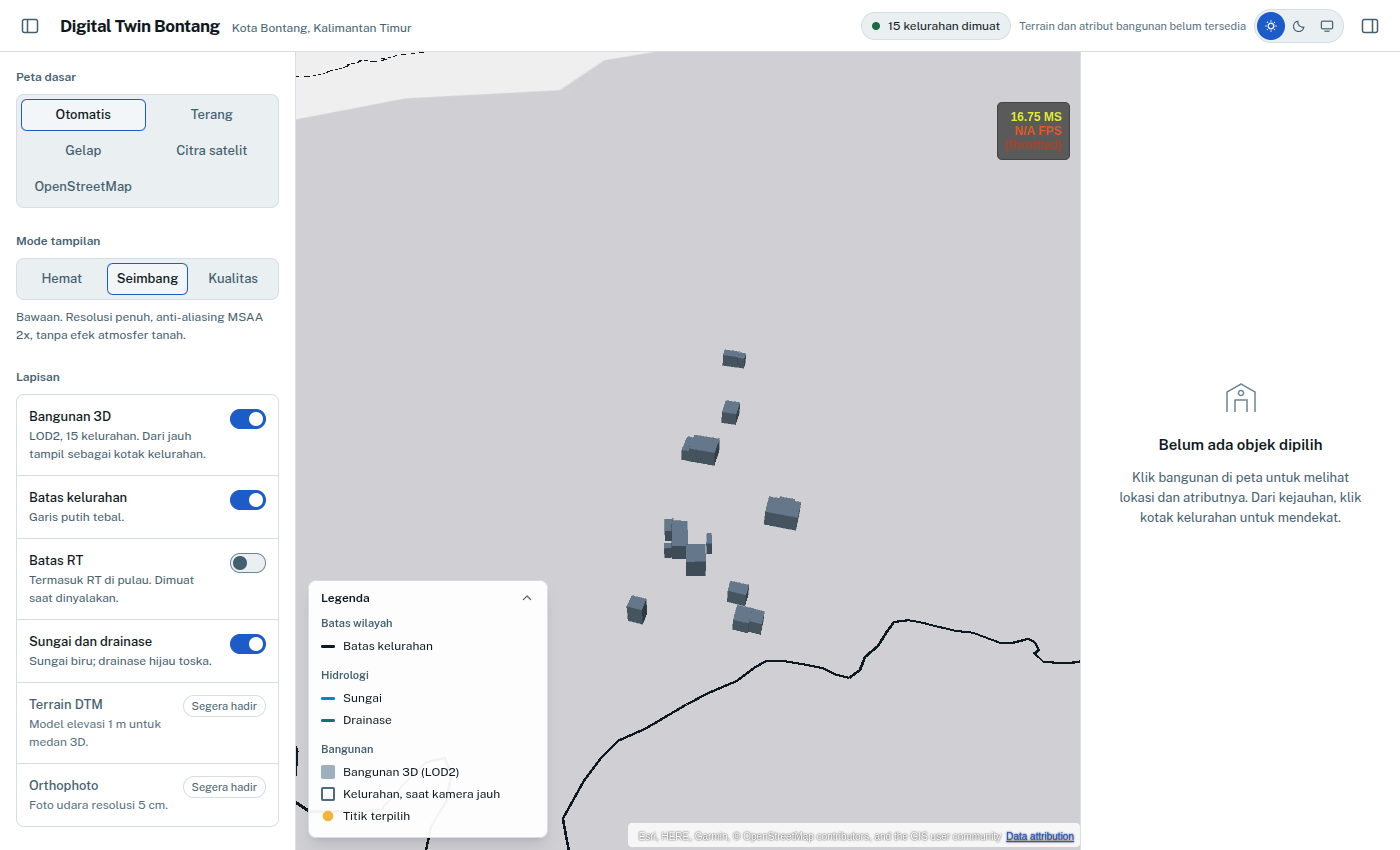 Digital Twin Bontang
Kota Bontang, Kalimantan Timur
15 kelurahan dimuat
Terrain dan atribut bangunan belum tersedia
Peta dasar
Otomatis
Terang
Gelap
Citra satelit
OpenStreetMap
Mode tampilan
Hemat
Seimbang
Kualitas
Bawaan. Resolusi penuh, anti-aliasing MSAA
2x, tanpa efek atmosfer tanah.
Lapisan
Bangunan 3D
LOD2, 15 kelurahan. Dari jauh
tampil sebagai kotak kelurahan.
Batas kelurahan
Garis putih tebal.
Batas RT
Termasuk RT di pulau. Dimuat
saat dinyalakan.
Sungai dan drainase
Sungai biru; drainase hijau toska.
Terrain DTM
Segera hadir
Model elevasi 1 m untuk
medan 3D.
Orthophoto
Segera hadir
Foto udara resolusi 5 cm.
16.75 MS
N/A FPS
(throttled)
Legenda
Batas wilayah
Batas kelurahan
Hidrologi
Sungai
Drainase
Bangunan
Bangunan 3D (LOD2)
Kelurahan, saat kamera jauh
Titik terpilih
Esri, HERE, Garmin, © OpenStreetMap contributors, and the GIS user community Data attribution
Belum ada objek dipilih
Klik bangunan di peta untuk melihat
lokasi dan atributnya. Dari kejauhan, klik
kotak kelurahan untuk mendekat.